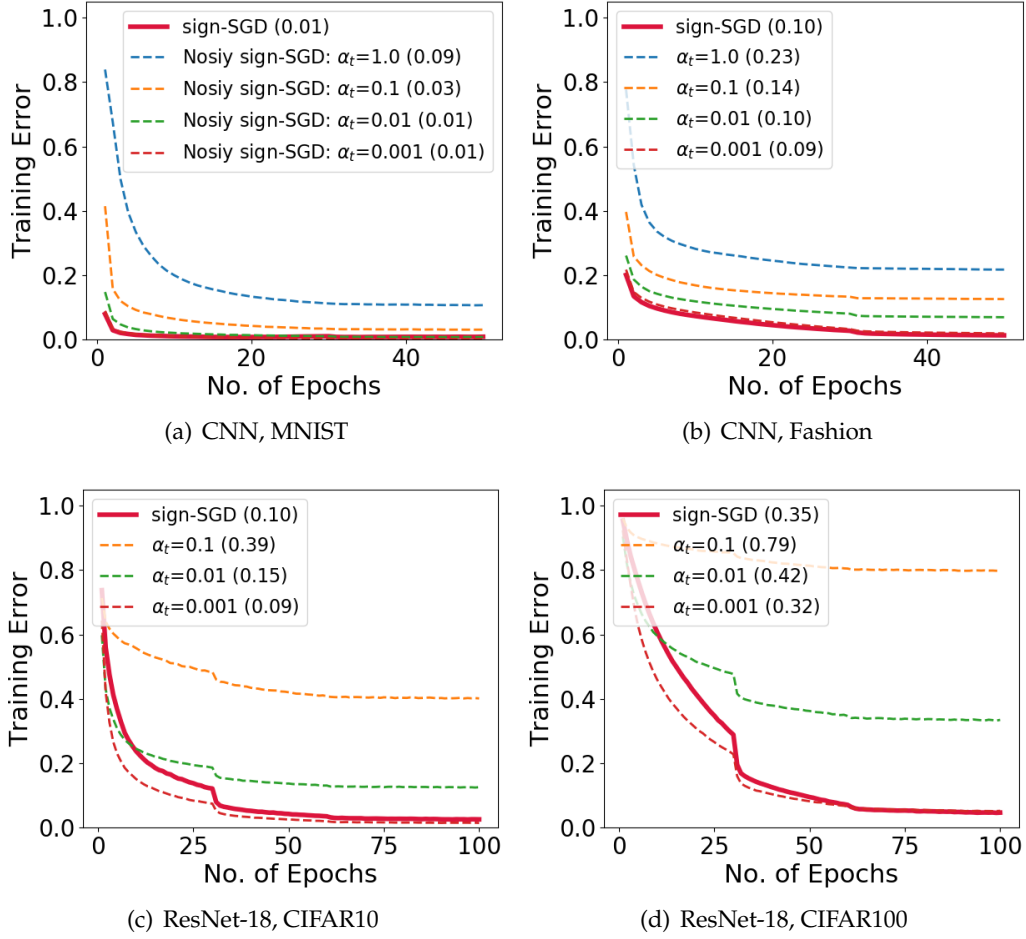 sign-SGD (0.01)
Nosiy sign-SGD: αt=1.0 (0.09)
Nosiy sign-SGD: αt=0.1 (0.03)
Nosiy sign-SGD: αt=0.01 (0.01)
Nosiy sign-SGD: αt=0.001 (0.01)
1.0
0.8
0.6
0.4
0.2
0.0
Training Error
0 20 40
No. of Epochs
(a) CNN, MNIST
sign-SGD (0.10)
αt=1.0 (0.23)
αt=0.1 (0.14)
αt=0.01 (0.10)
αt=0.001 (0.09)
1.0
0.8
0.6
0.4
0.2
0.0
Training Error
0 20 40
No. of Epochs
(b) CNN, Fashion
sign-SGD (0.10)
αt=0.1 (0.39)
αt=0.01 (0.15)
αt=0.001 (0.09)
1.0
0.8
0.6
0.4
0.2
0.0
Training Error
0 25 50 75 100
No. of Epochs
(c) ResNet-18, CIFAR10
sign-SGD (0.35)
αt=0.1 (0.79)
αt=0.01 (0.42)
αt=0.001 (0.32)
1.0
0.8
0.6
0.4
0.2
0.0
Training Error
0 25 50 75 100
No. of Epochs
(d) ResNet-18, CIFAR100